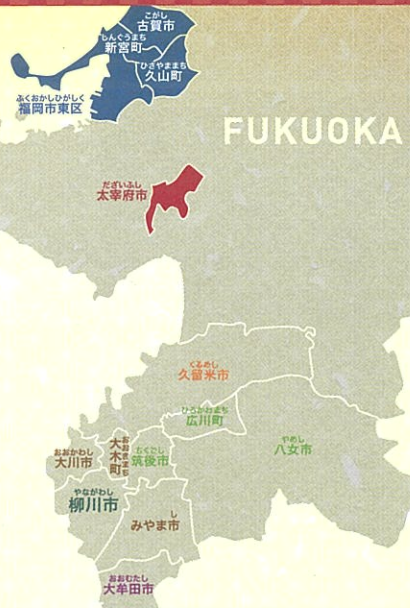 こがし
古賀市
しんぐうまち
新宮町
ひさやままち
久山町
ふくおかしひがしく
福岡市東区
FUKUOKA
だざいふし
太宰府市
くるめし
久留米市
ひろかわまち
広川町
やめし
八女市
おおきまち
大木町
ちくごし
筑後市
おおかわし
大川市
やながわし
柳川市
し
みやま市
おおむたし
大牟田市